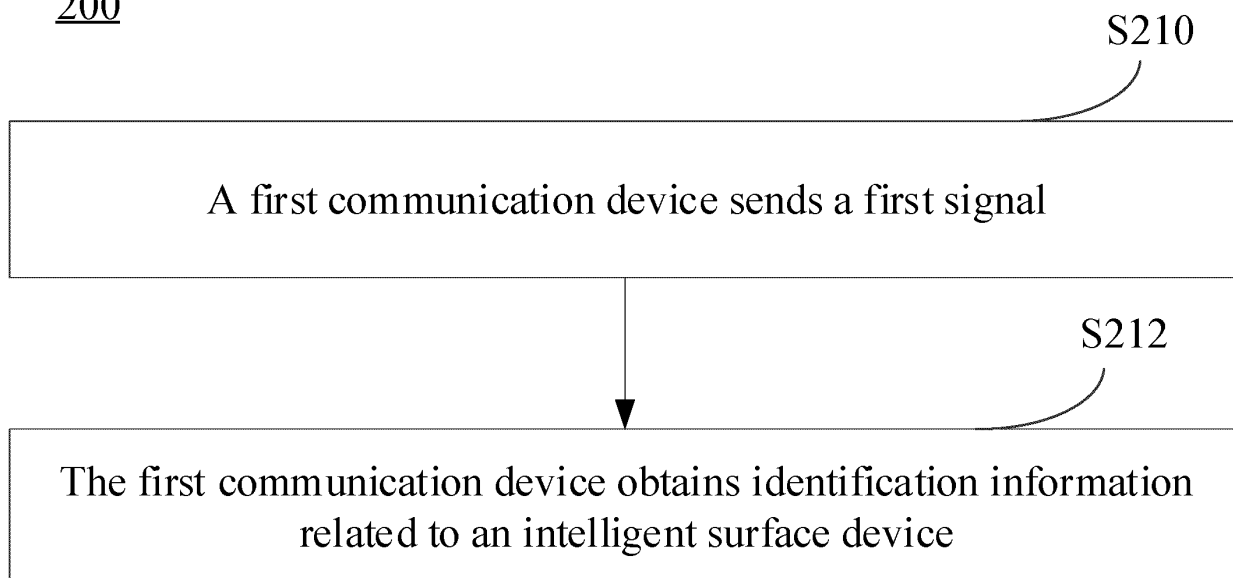 200
S210
A first communication device sends a first signal
S212
The first communication device obtains identification information
related to an intelligent surface device